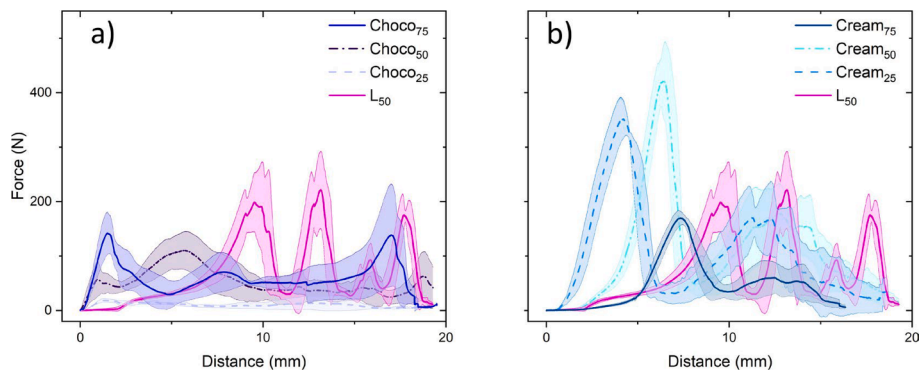 a)
Choco75
Choco50
Choco25
L50
b)
Cream75
Cream50
Cream25
L50
Force (N)
400
200
0
0 10 20
0 10 20
Distance (mm)
Distance (mm)